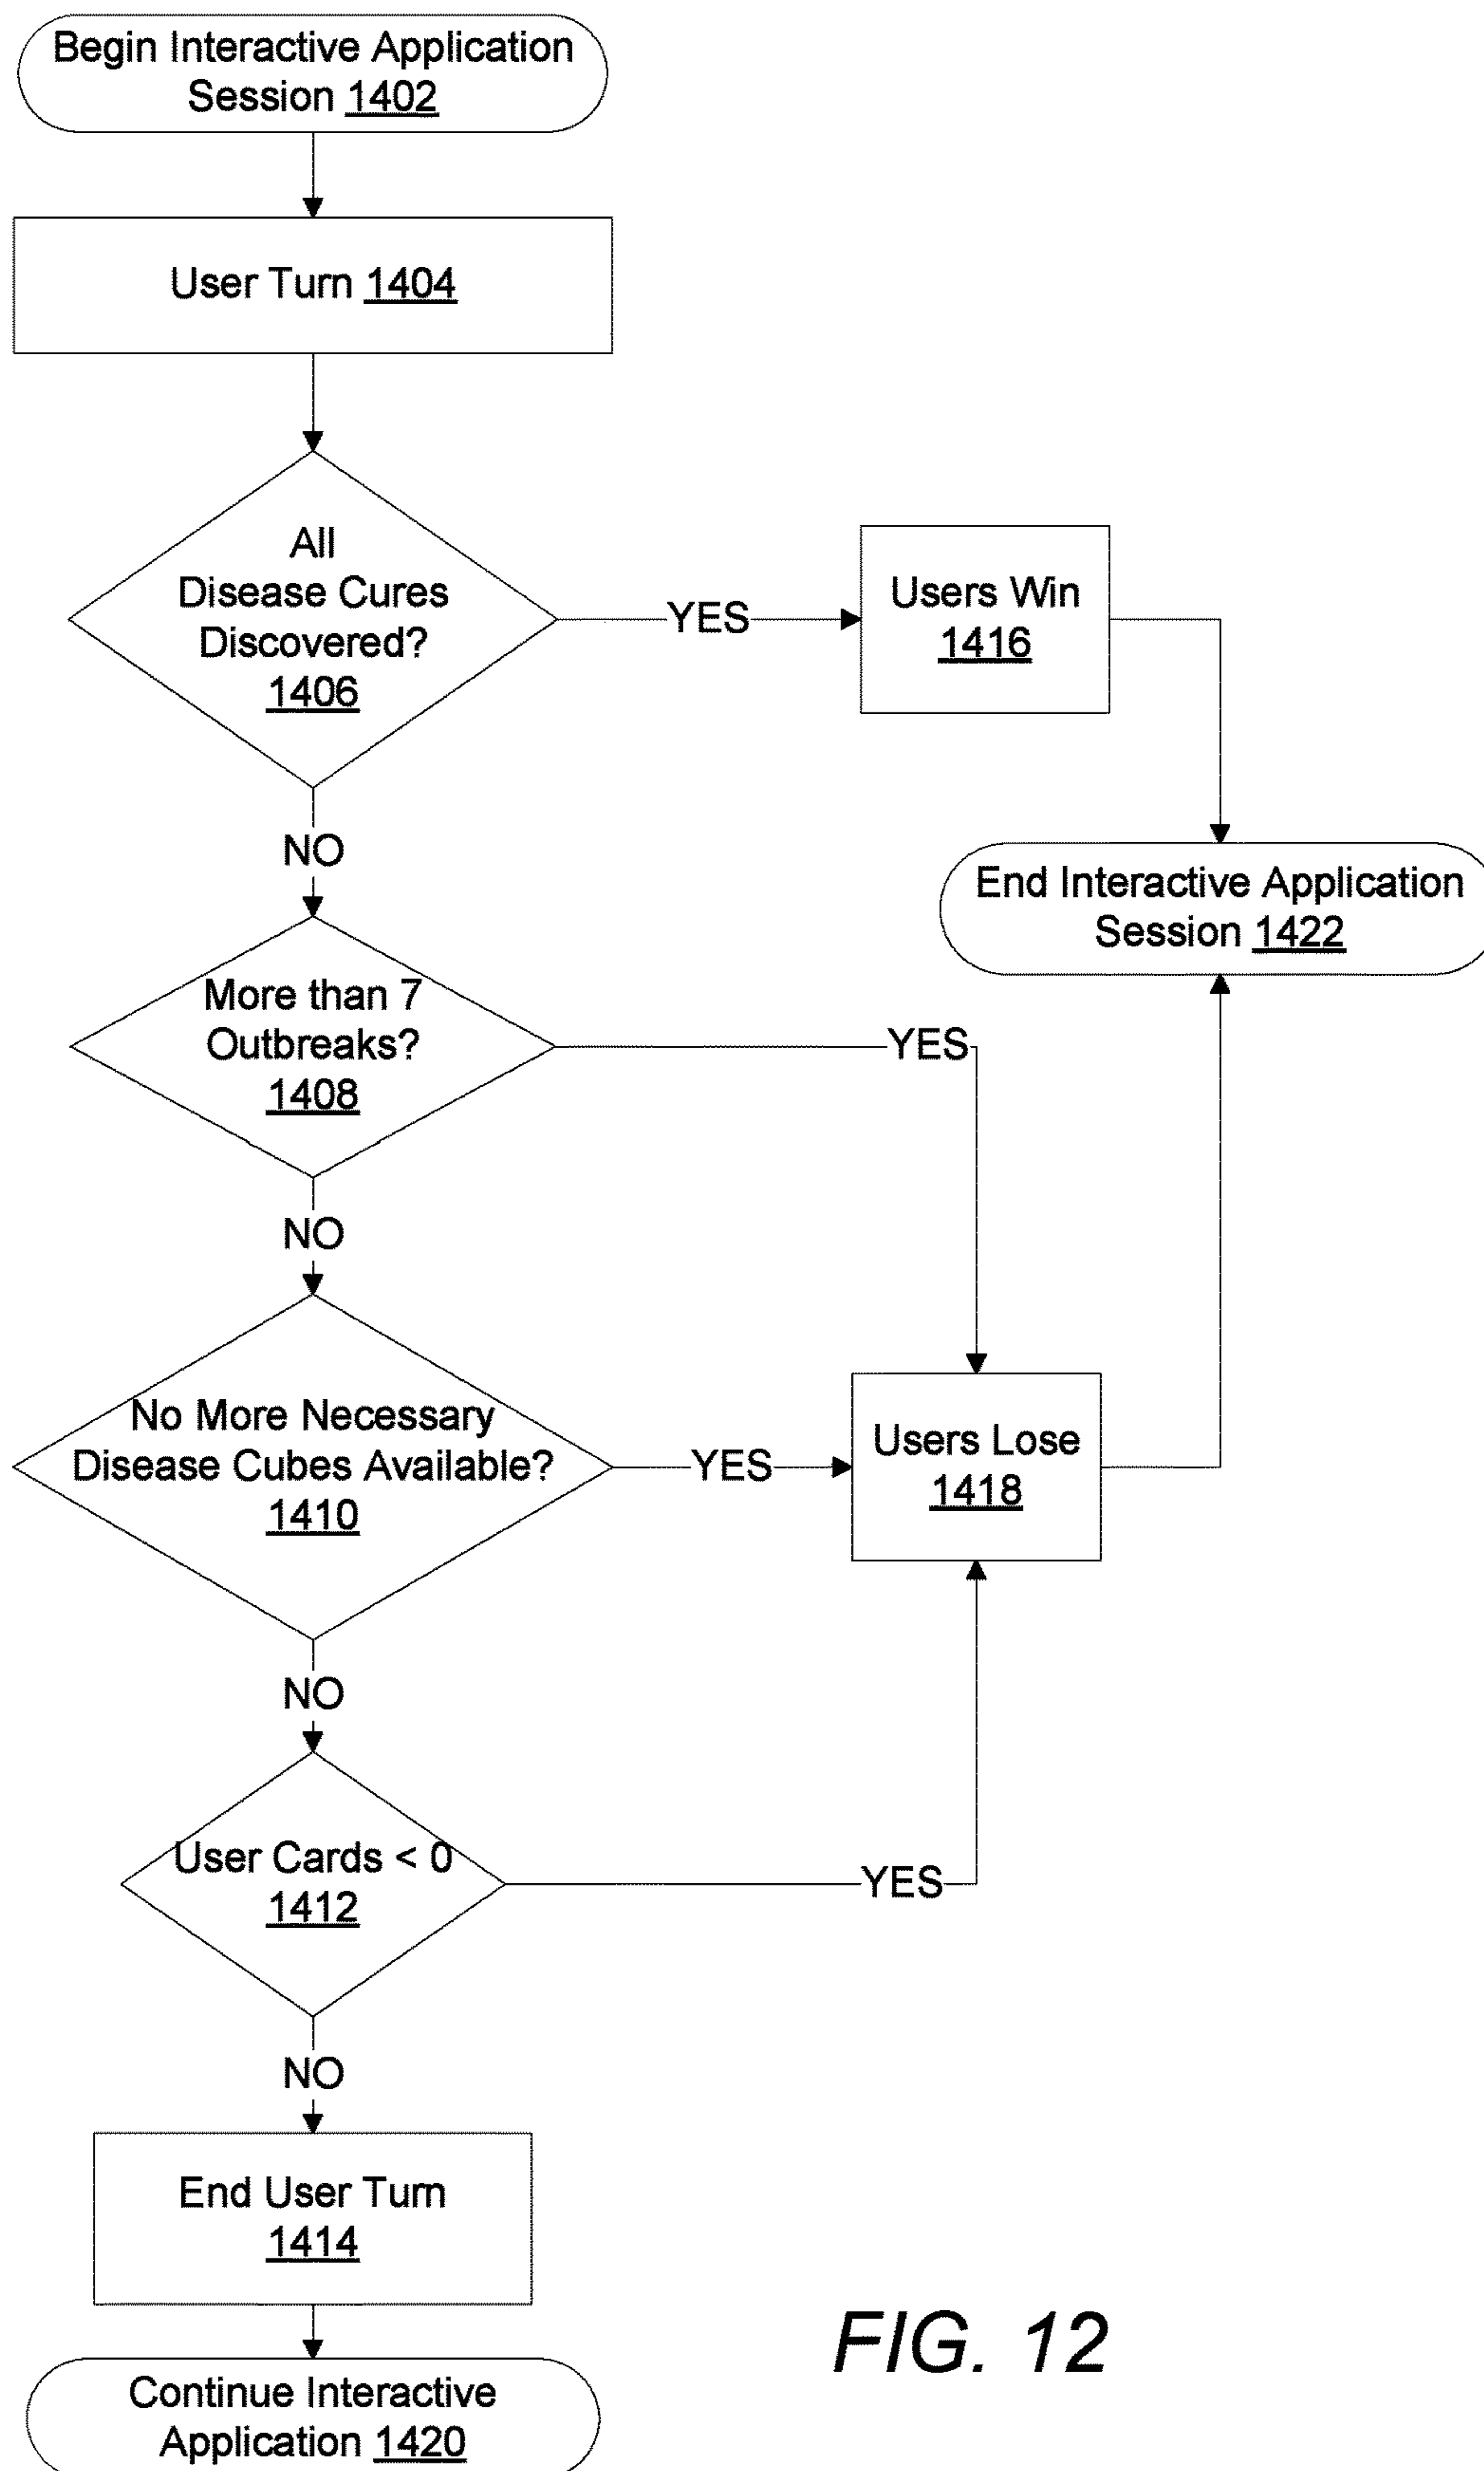 Begin Interactive Application
Session 1402
User Turn 1404
All
Disease Cures
Discovered?
1406
YES
Users Win
1416
NO
End Interactive Application
Session 1422
More than 7
Outbreaks?
1408
YES
NO
No More Necessary
Disease Cubes Available?
1410
YES
Users Lose
1418
NO
User Cards < 0
1412
YES
NO
End User Turn
1414
Continue Interactive
Application 1420
FIG. 12